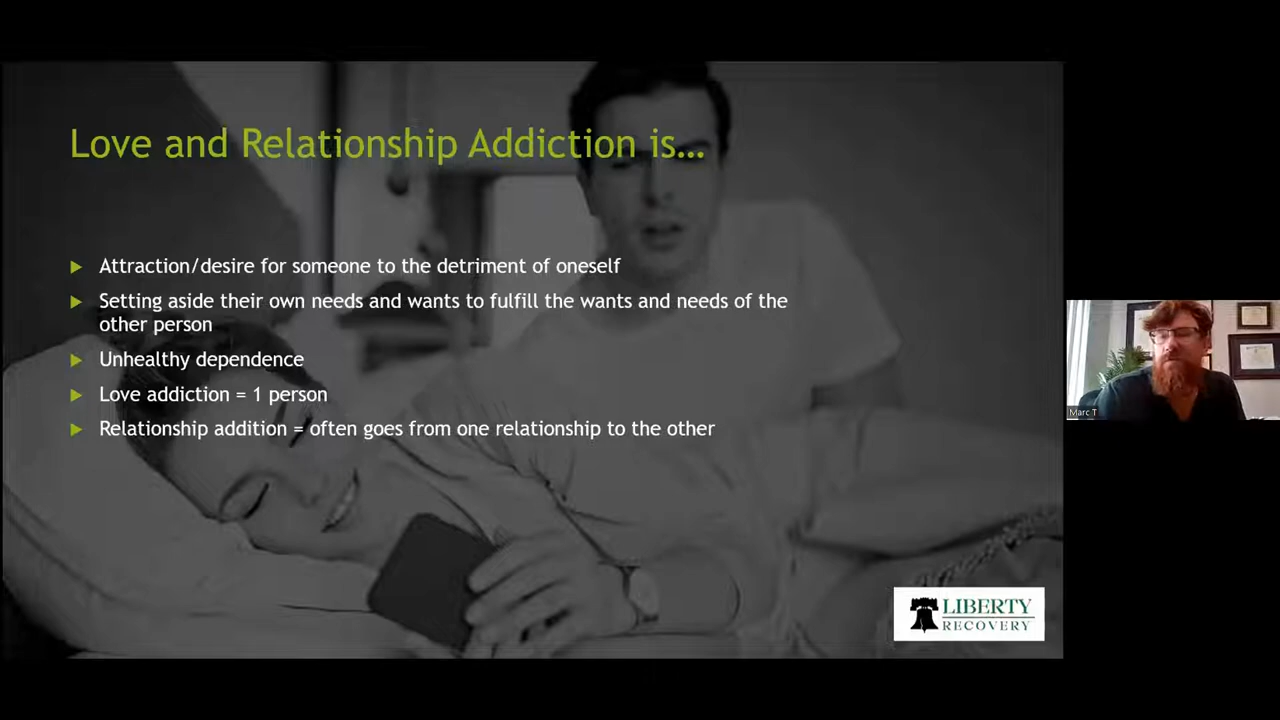 Love and Relationship Addiction is...
Attraction/desire for someone to the detriment of oneself
Setting aside their own needs and wants to fulfill the wants and needs of the
other person
Unhealthy dependence
Love addiction = 1 person
Relationship addition = often goes from one relationship to the other
Marc T
LIBERTY
RECOVERY